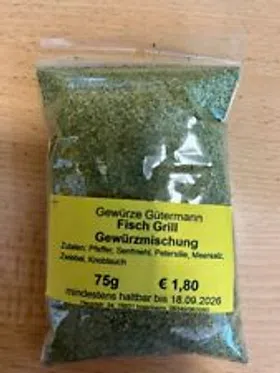 Gewürze Gütermann
Fisch Grill
Gewürzmischung
Zutaten: Pfeffer, Senfmehl, Petersilie, Meersalz,
Zwiebel, Knoblauch
75g € 1,80
mindestens haltbar bis 18.09.2026